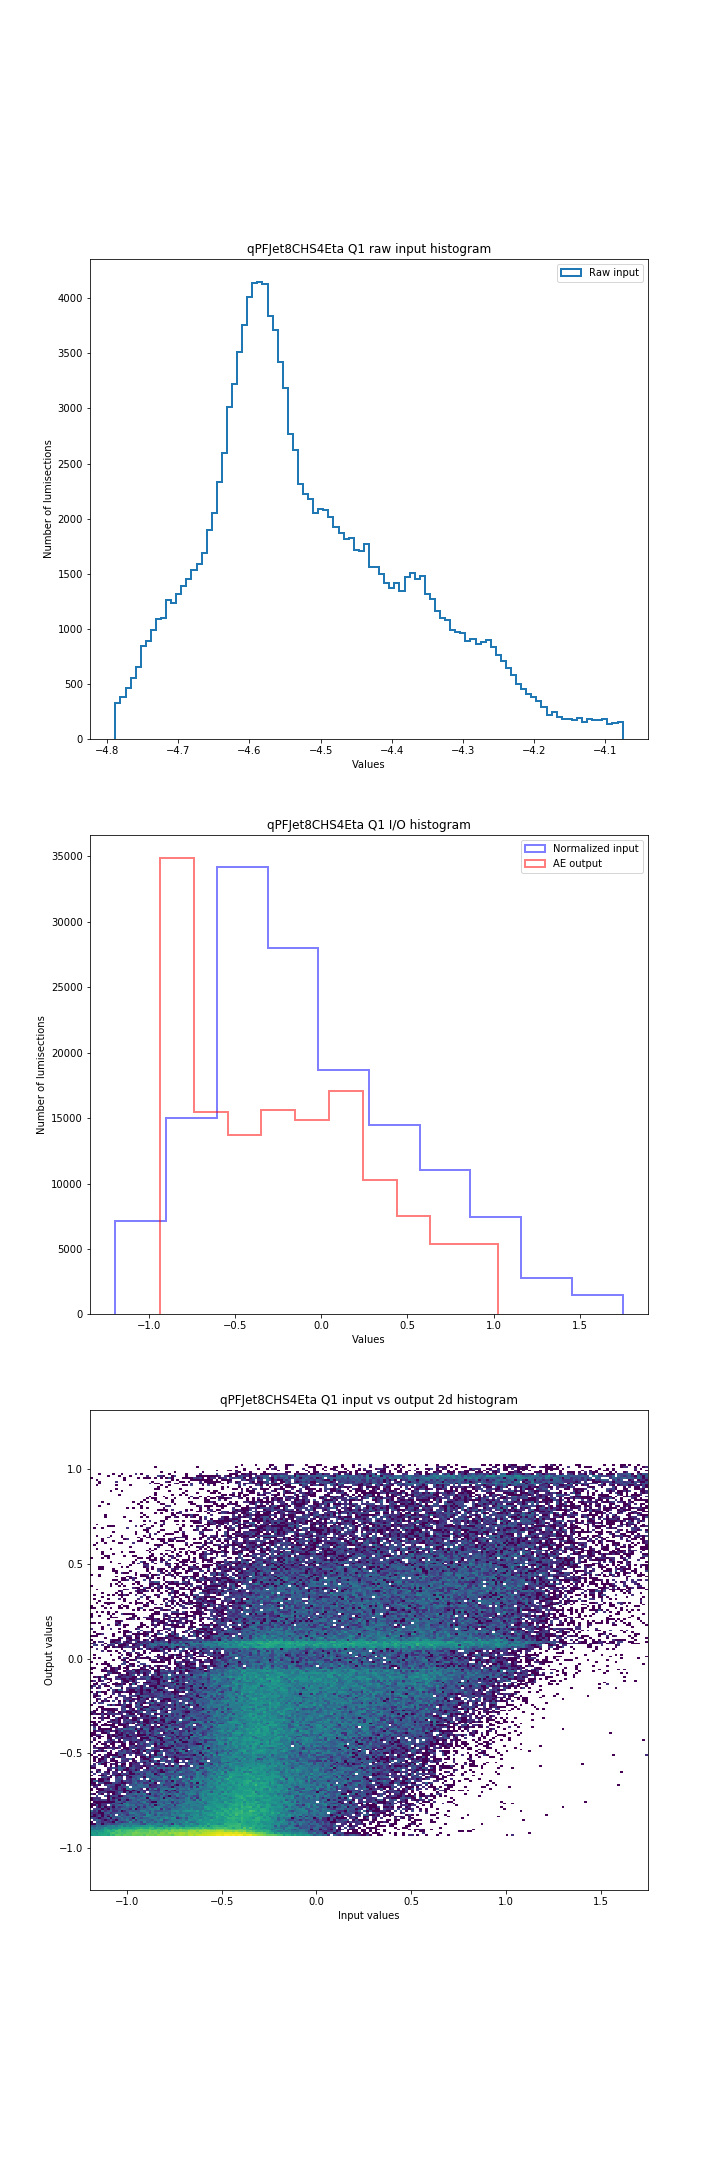 qPFJet8CHS4Eta Q1 raw input histogram
Raw input
4000
3500
3000
2500
2000
1500
1000
500
0
Number of lumisections
−4.8 −4.7 −4.6 −4.5 −4.4 −4.3 −4.2 −4.1
Values
qPFJet8CHS4Eta Q1 I/O histogram
Normalized input
AE output
35000
30000
25000
20000
15000
10000
5000
0
Number of lumisections
−1.0 −0.5 0.0 0.5 1.0 1.5
Values
qPFJet8CHS4Eta Q1 input vs output 2d histogram
1.0
0.5
0.0
−0.5
−1.0
Output values
−1.0 −0.5 0.0 0.5 1.0 1.5
Input values